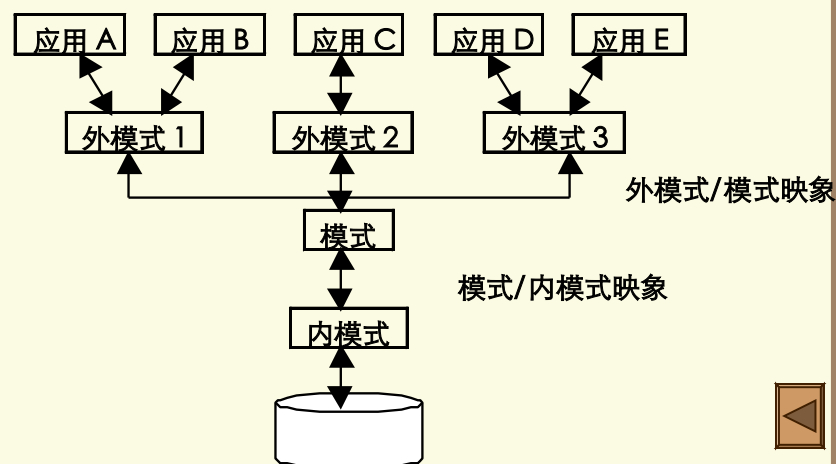 应用 A
应用 B
应用 C
应用 D
应用 E
外模式 1
外模式 2
外模式 3
外模式/模式映象
模式
模式/内模式映象
内模式